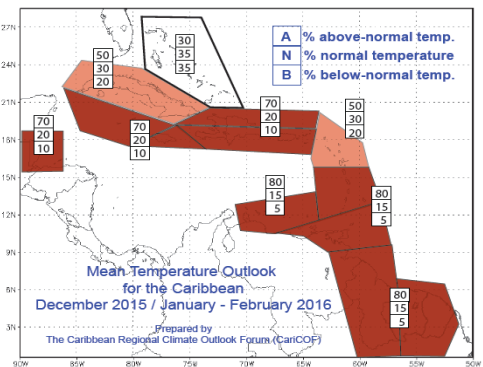 27N
24N
21N
18N
15N
12N
9N
6N
3N
A % above-normal temp.
N % normal temperature
B % below-normal temp.
30
35
35
50
30
20
70
20
10
70
20
10
70
20
10
50
30
20
80
15
5
80
15
5
80
15
5
Mean Temperature Outlook
for the Caribbean
December 2015 / January - February 2016
Prepared by
The Caribbean Regional Climate Outlook Forum (CariCOF)
90W 85W 80W 75W 70W 65W 60W 55W 50W